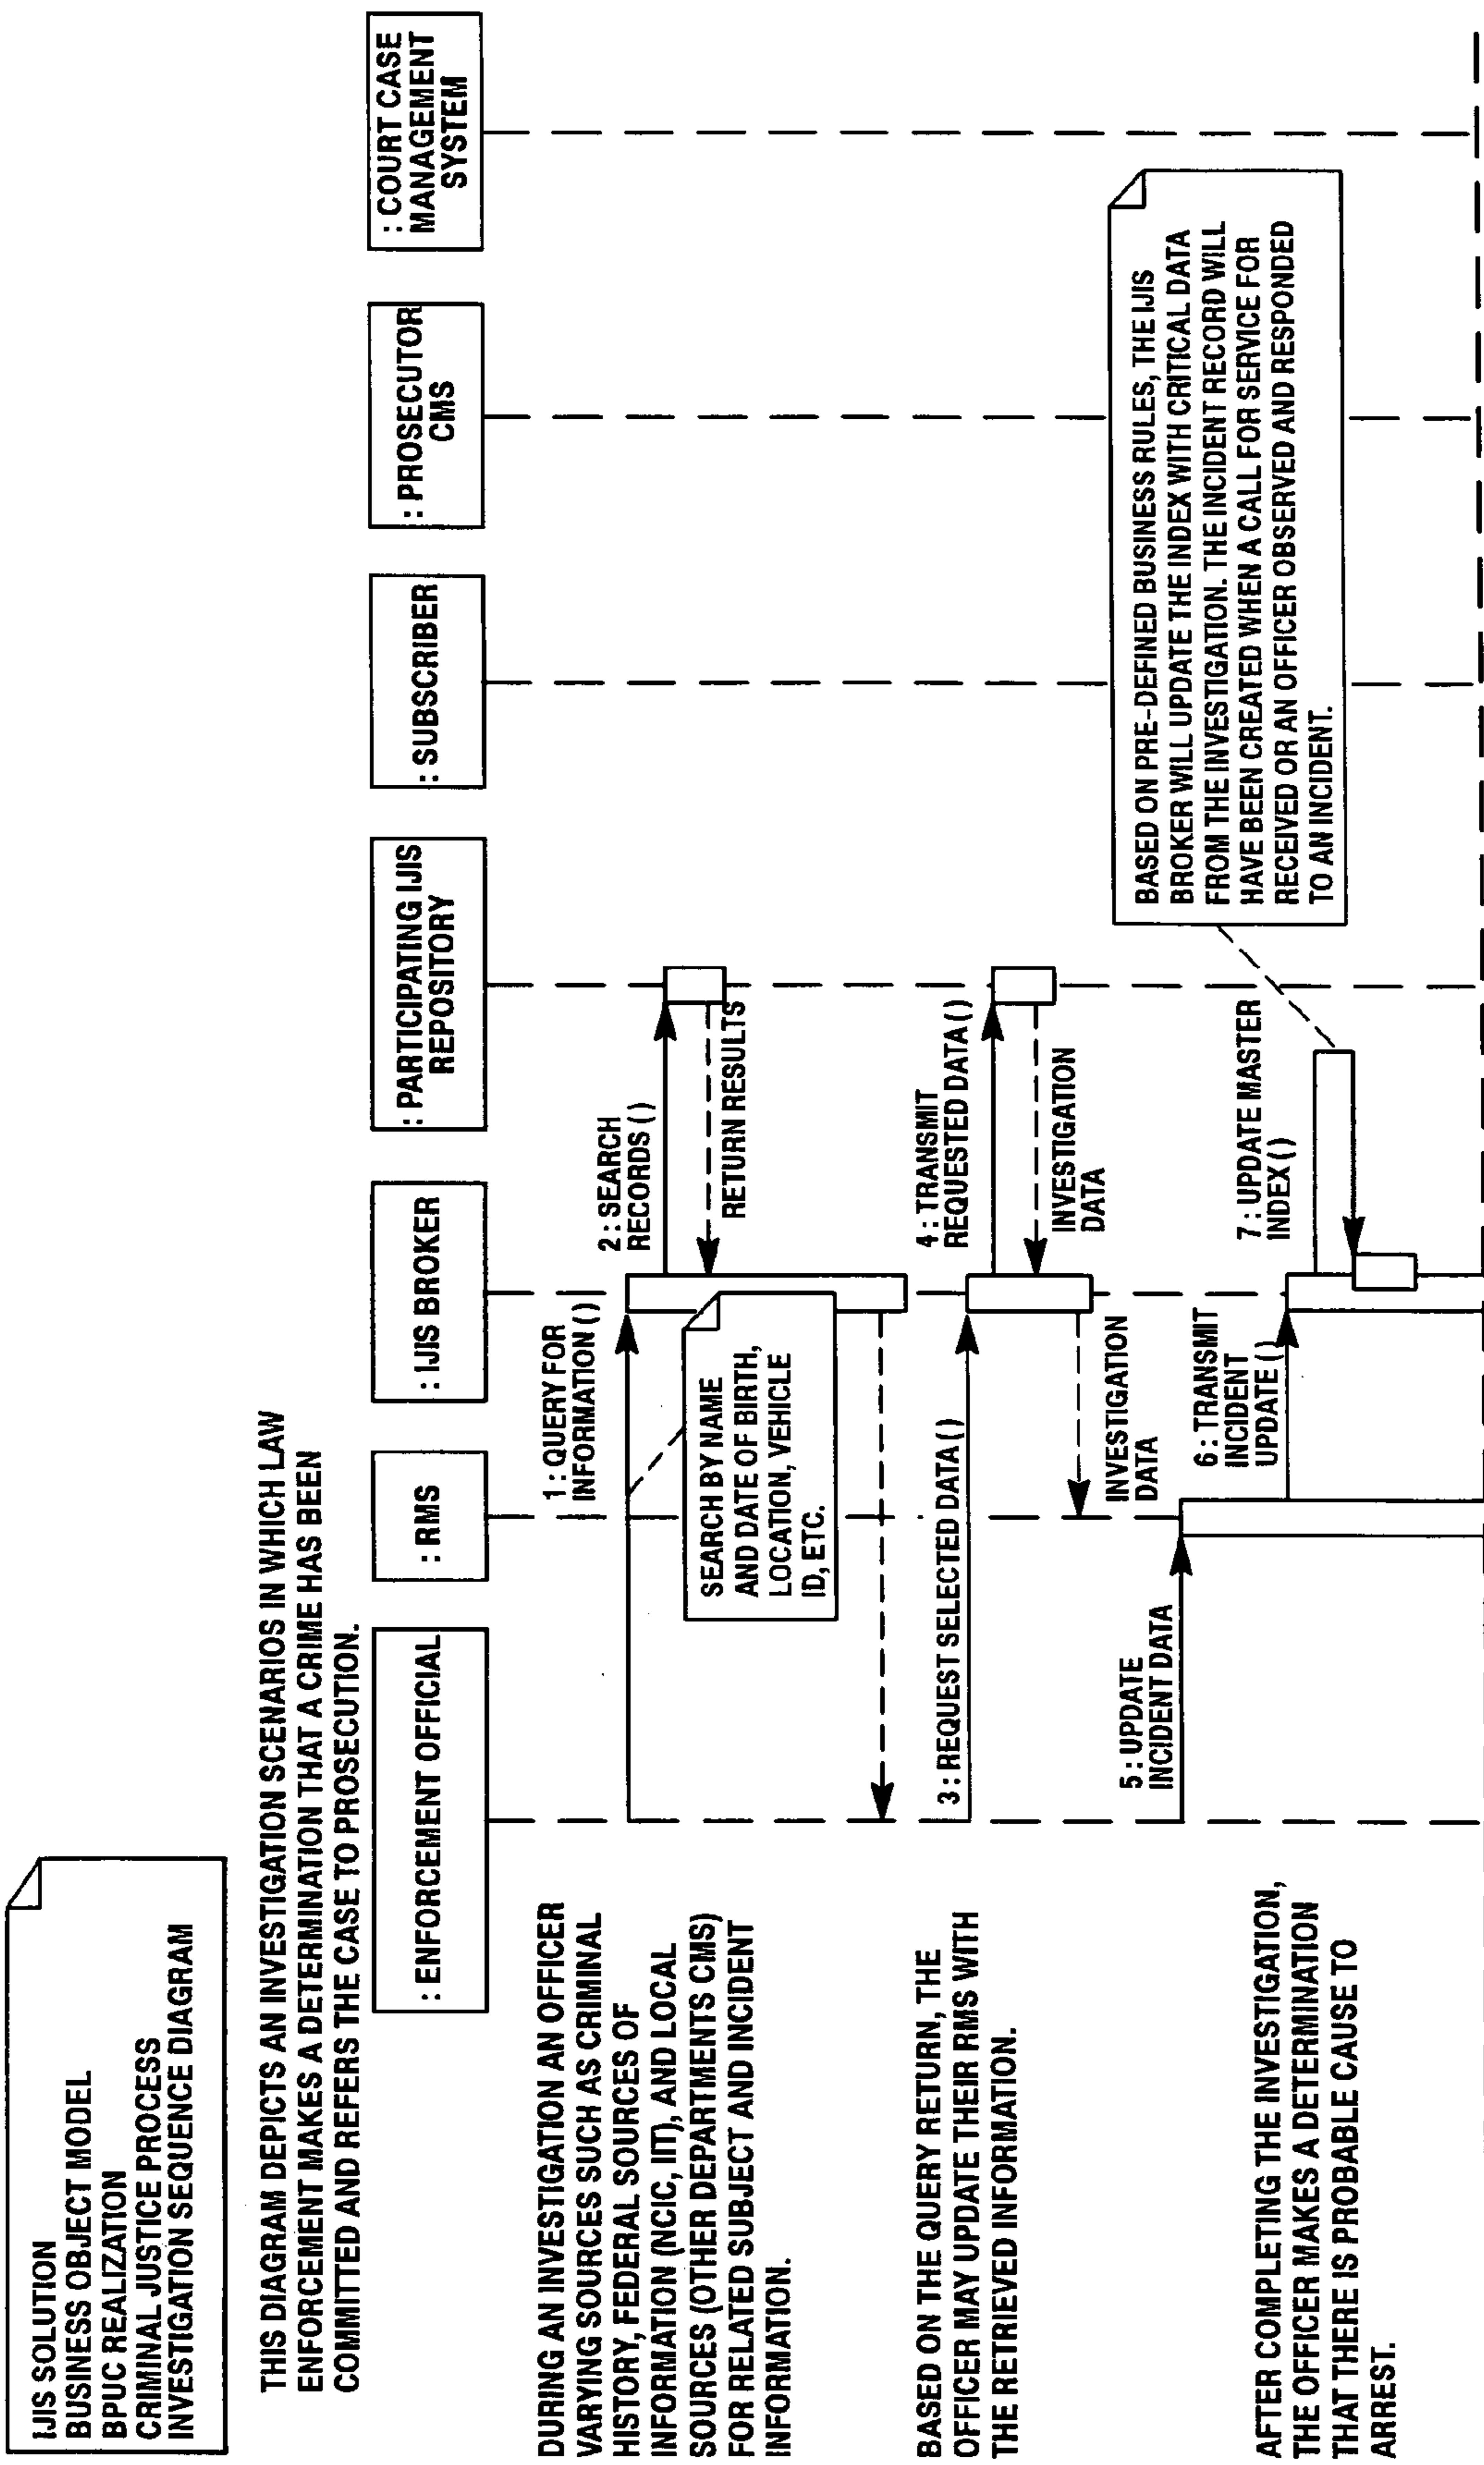 IJIS SOLUTION
BUSINESS OBJECT MODEL
BPUC REALIZATION
CRIMINAL JUSTICE PROCESS
INVESTIGATION SEQUENCE DIAGRAM
THIS DIAGRAM DEPICTS AN INVESTIGATION SCENARIOS IN WHICH LAW
ENFORCEMENT MAKES A DETERMINATION THAT A CRIME HAS BEEN
COMMITTED AND REFERS THE CASE TO PROSECUTION.
: ENFORCEMENT OFFICIAL
: RMS
: IJIS BROKER
: PARTICIPATING IJIS
REPOSITORY
: SUBSCRIBER
: PROSECUTOR
CMS
: COURT CASE
MANAGEMENT
SYSTEM
DURING AN INVESTIGATION AN OFFICER
VARYING SOURCES SUCH AS CRIMINAL
HISTORY, FEDERAL SOURCES OF
INFORMATION (NCIC, IIT), AND LOCAL
SOURCES (OTHER DEPARTMENTS CMS)
FOR RELATED SUBJECT AND INCIDENT
INFORMATION.
1 : QUERY FOR
INFORMATION ( )
2 : SEARCH
RECORDS ( )
RETURN RESULTS
SEARCH BY NAME
AND DATE OF BIRTH,
LOCATION, VEHICLE
ID, ETC.
BASED ON THE QUERY RETURN, THE
OFFICER MAY UPDATE THEIR RMS WITH
THE RETRIEVED INFORMATION.
3 : REQUEST SELECTED DATA ( )
4 : TRANSMIT
REQUESTED DATA ( )
INVESTIGATION
DATA
INVESTIGATION
DATA
5 : UPDATE
INCIDENT DATA
6 : TRANSMIT
INCIDENT
UPDATE ( )
7 : UPDATE MASTER
INDEX ( )
BASED ON PRE-DEFINED BUSINESS RULES, THE IJIS
BROKER WILL UPDATE THE INDEX WITH CRITICAL DATA
FROM THE INVESTIGATION. THE INCIDENT RECORD WILL
HAVE BEEN CREATED WHEN A CALL FOR SERVICE FOR
RECEIVED OR AN OFFICER OBSERVED AND RESPONDED
TO AN INCIDENT.
AFTER COMPLETING THE INVESTIGATION,
THE OFFICER MAKES A DETERMINATION
THAT THERE IS PROBABLE CAUSE TO
ARREST.